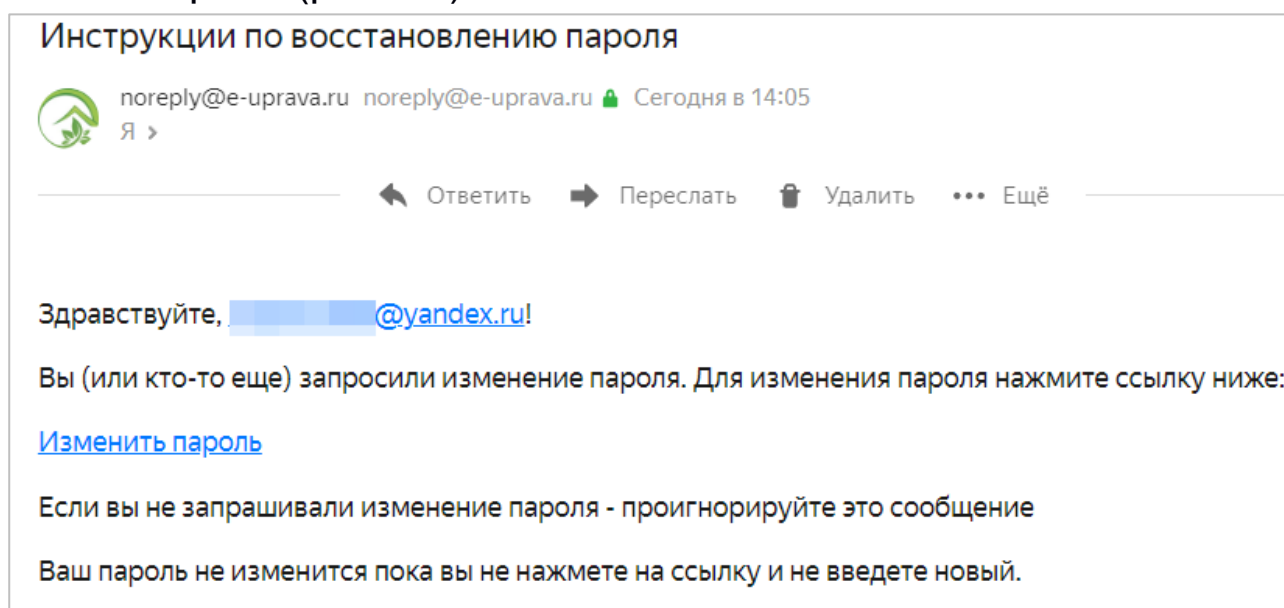 Инструкции по восстановлению пароля
noreply@e-uprava.ru noreply@e-uprava.ru Сегодня в 14:05
Я >
Ответить Переслать Удалить ••• Ещё
Здравствуйте, @yandex.ru!
Вы (или кто-то еще) запросили изменение пароля. Для изменения пароля нажмите ссылку ниже:
Изменить пароль
Если вы не запрашивали изменение пароля - проигнорируйте это сообщение
Ваш пароль не изменится пока вы не нажмете на ссылку и не введете новый.